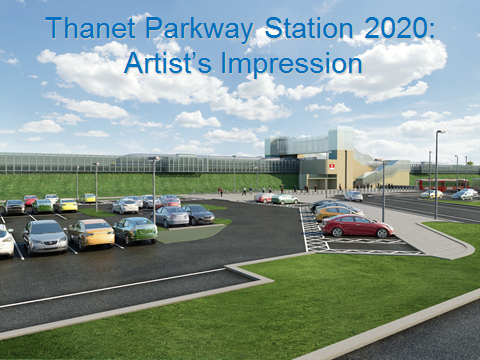 Thanet Parkway Station 2020:
Artist’s Impression